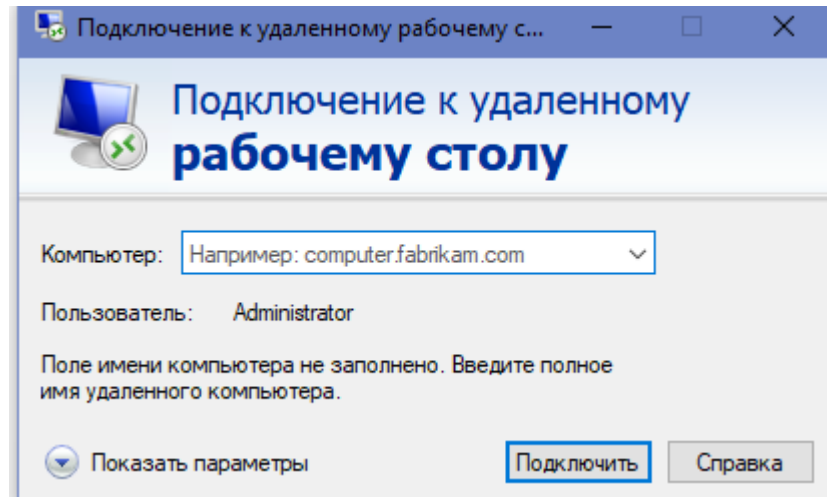 Подключение к удаленному рабочему с...
Подключение к удаленному
рабочему столу
Компьютер: Например: computer.fabrikam.com
Пользователь: Administrator
Поле имени компьютера не заполнено. Введите полное
имя удаленного компьютера.
Показать параметры Подключить Справка